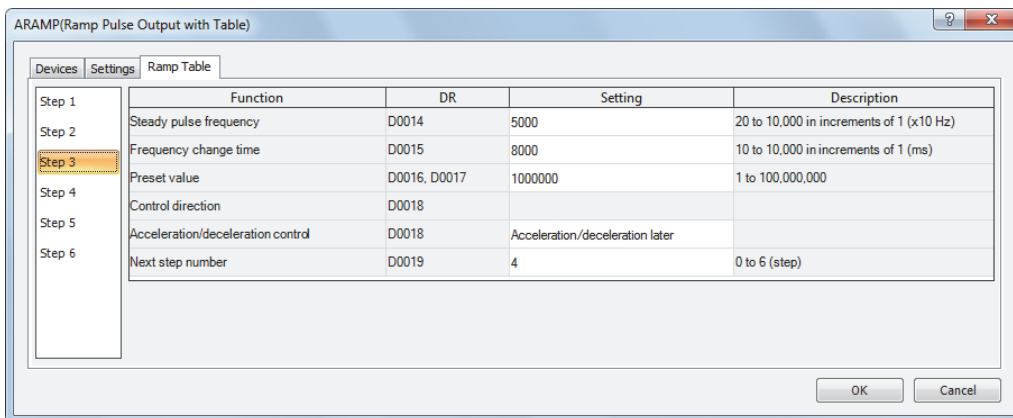 ARAMP(Ramp Pulse Output with Table)
?
Devices Settings Ramp Table
Step 1
Step 2
Step 3
Step 4
Step 5
Step 6
Function DR Setting Description
Steady pulse frequency D0014 5000 20 to 10,000 in increments of 1 (x10 Hz)
Frequency change time D0015 8000 10 to 10,000 in increments of 1 (ms)
Preset value D0016, D0017 1000000 1 to 100,000,000
Control direction D0018
Acceleration/deceleration control D0018 Acceleration/deceleration later
Next step number D0019 4 0 to 6 (step)
OK Cancel